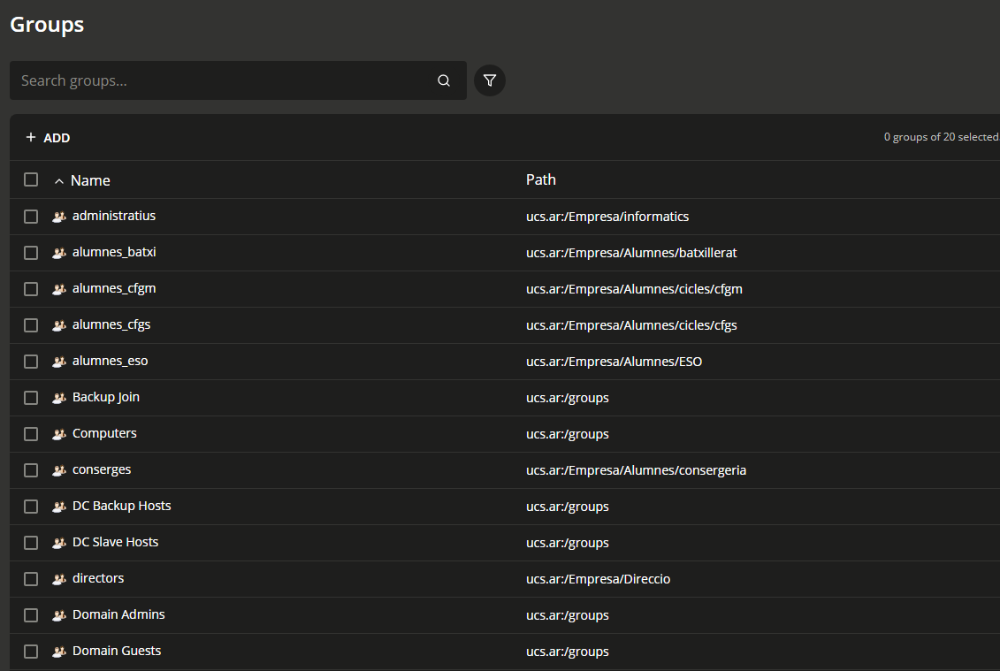 Groups
Search groups...
+ ADD
0 groups of 20 selected.
Name Path
administratius ucs.ar:/Empresa/informatics
alumnes_batxi ucs.ar:/Empresa/Alumnes/batxillerat
alumnes_cfgm ucs.ar:/Empresa/Alumnes/cicles/cfgm
alumnes_cfgs ucs.ar:/Empresa/Alumnes/cicles/cfgs
alumnes_eso ucs.ar:/Empresa/Alumnes/ESO
Backup Join ucs.ar:/groups
Computers ucs.ar:/groups
conserges ucs.ar:/Empresa/Alumnes/consergeria
DC Backup Hosts ucs.ar:/groups
DC Slave Hosts ucs.ar:/groups
directors ucs.ar:/Empresa/Direccio
Domain Admins ucs.ar:/groups
Domain Guests ucs.ar:/groups